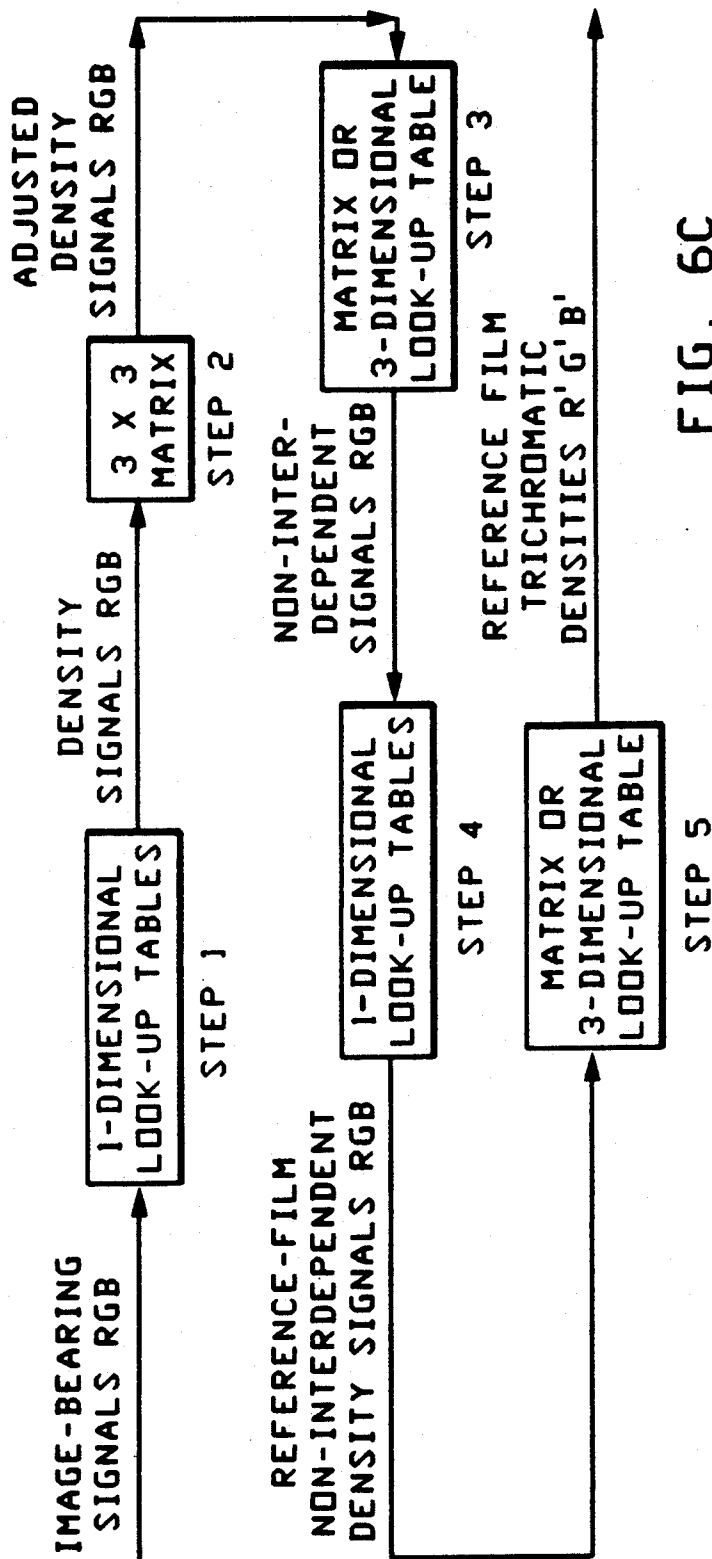 IMAGE-BEARING
SIGNALS RGB
1-DIMENSIONAL
LOOK-UP TABLES
STEP 1
DENSITY
SIGNALS RGB
3 X 3
MATRIX
STEP 2
ADJUSTED
DENSITY
SIGNALS RGB
MATRIX OR
3-DIMENSIONAL
LOOK-UP TABLE
STEP 3
NON-INTER-
DEPENDENT
SIGNALS RGB
1-DIMENSIONAL
LOOK-UP TABLES
STEP 4
REFERENCE-FILM
NON-INTERDEPENDENT
DENSITY SIGNALS RGB
MATRIX OR
3-DIMENSIONAL
LOOK-UP TABLE
STEP 5
REFERENCE FILM
TRICHROMATIC
DENSITIES R'G'B'
FIG. 6C